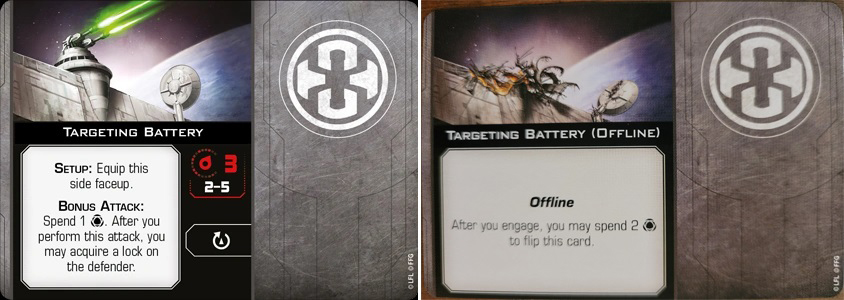 Targeting Battery
Setup: Equip this
side faceup.
Bonus Attack:
Spend 1 . After you
perform this attack, you
may acquire a lock on
the defender.
3
2–5
©LFL ©FFG
Targeting Battery (Offline)
Offline
After you engage, you may spend 2
to flip this card.
©LFL ©FFG